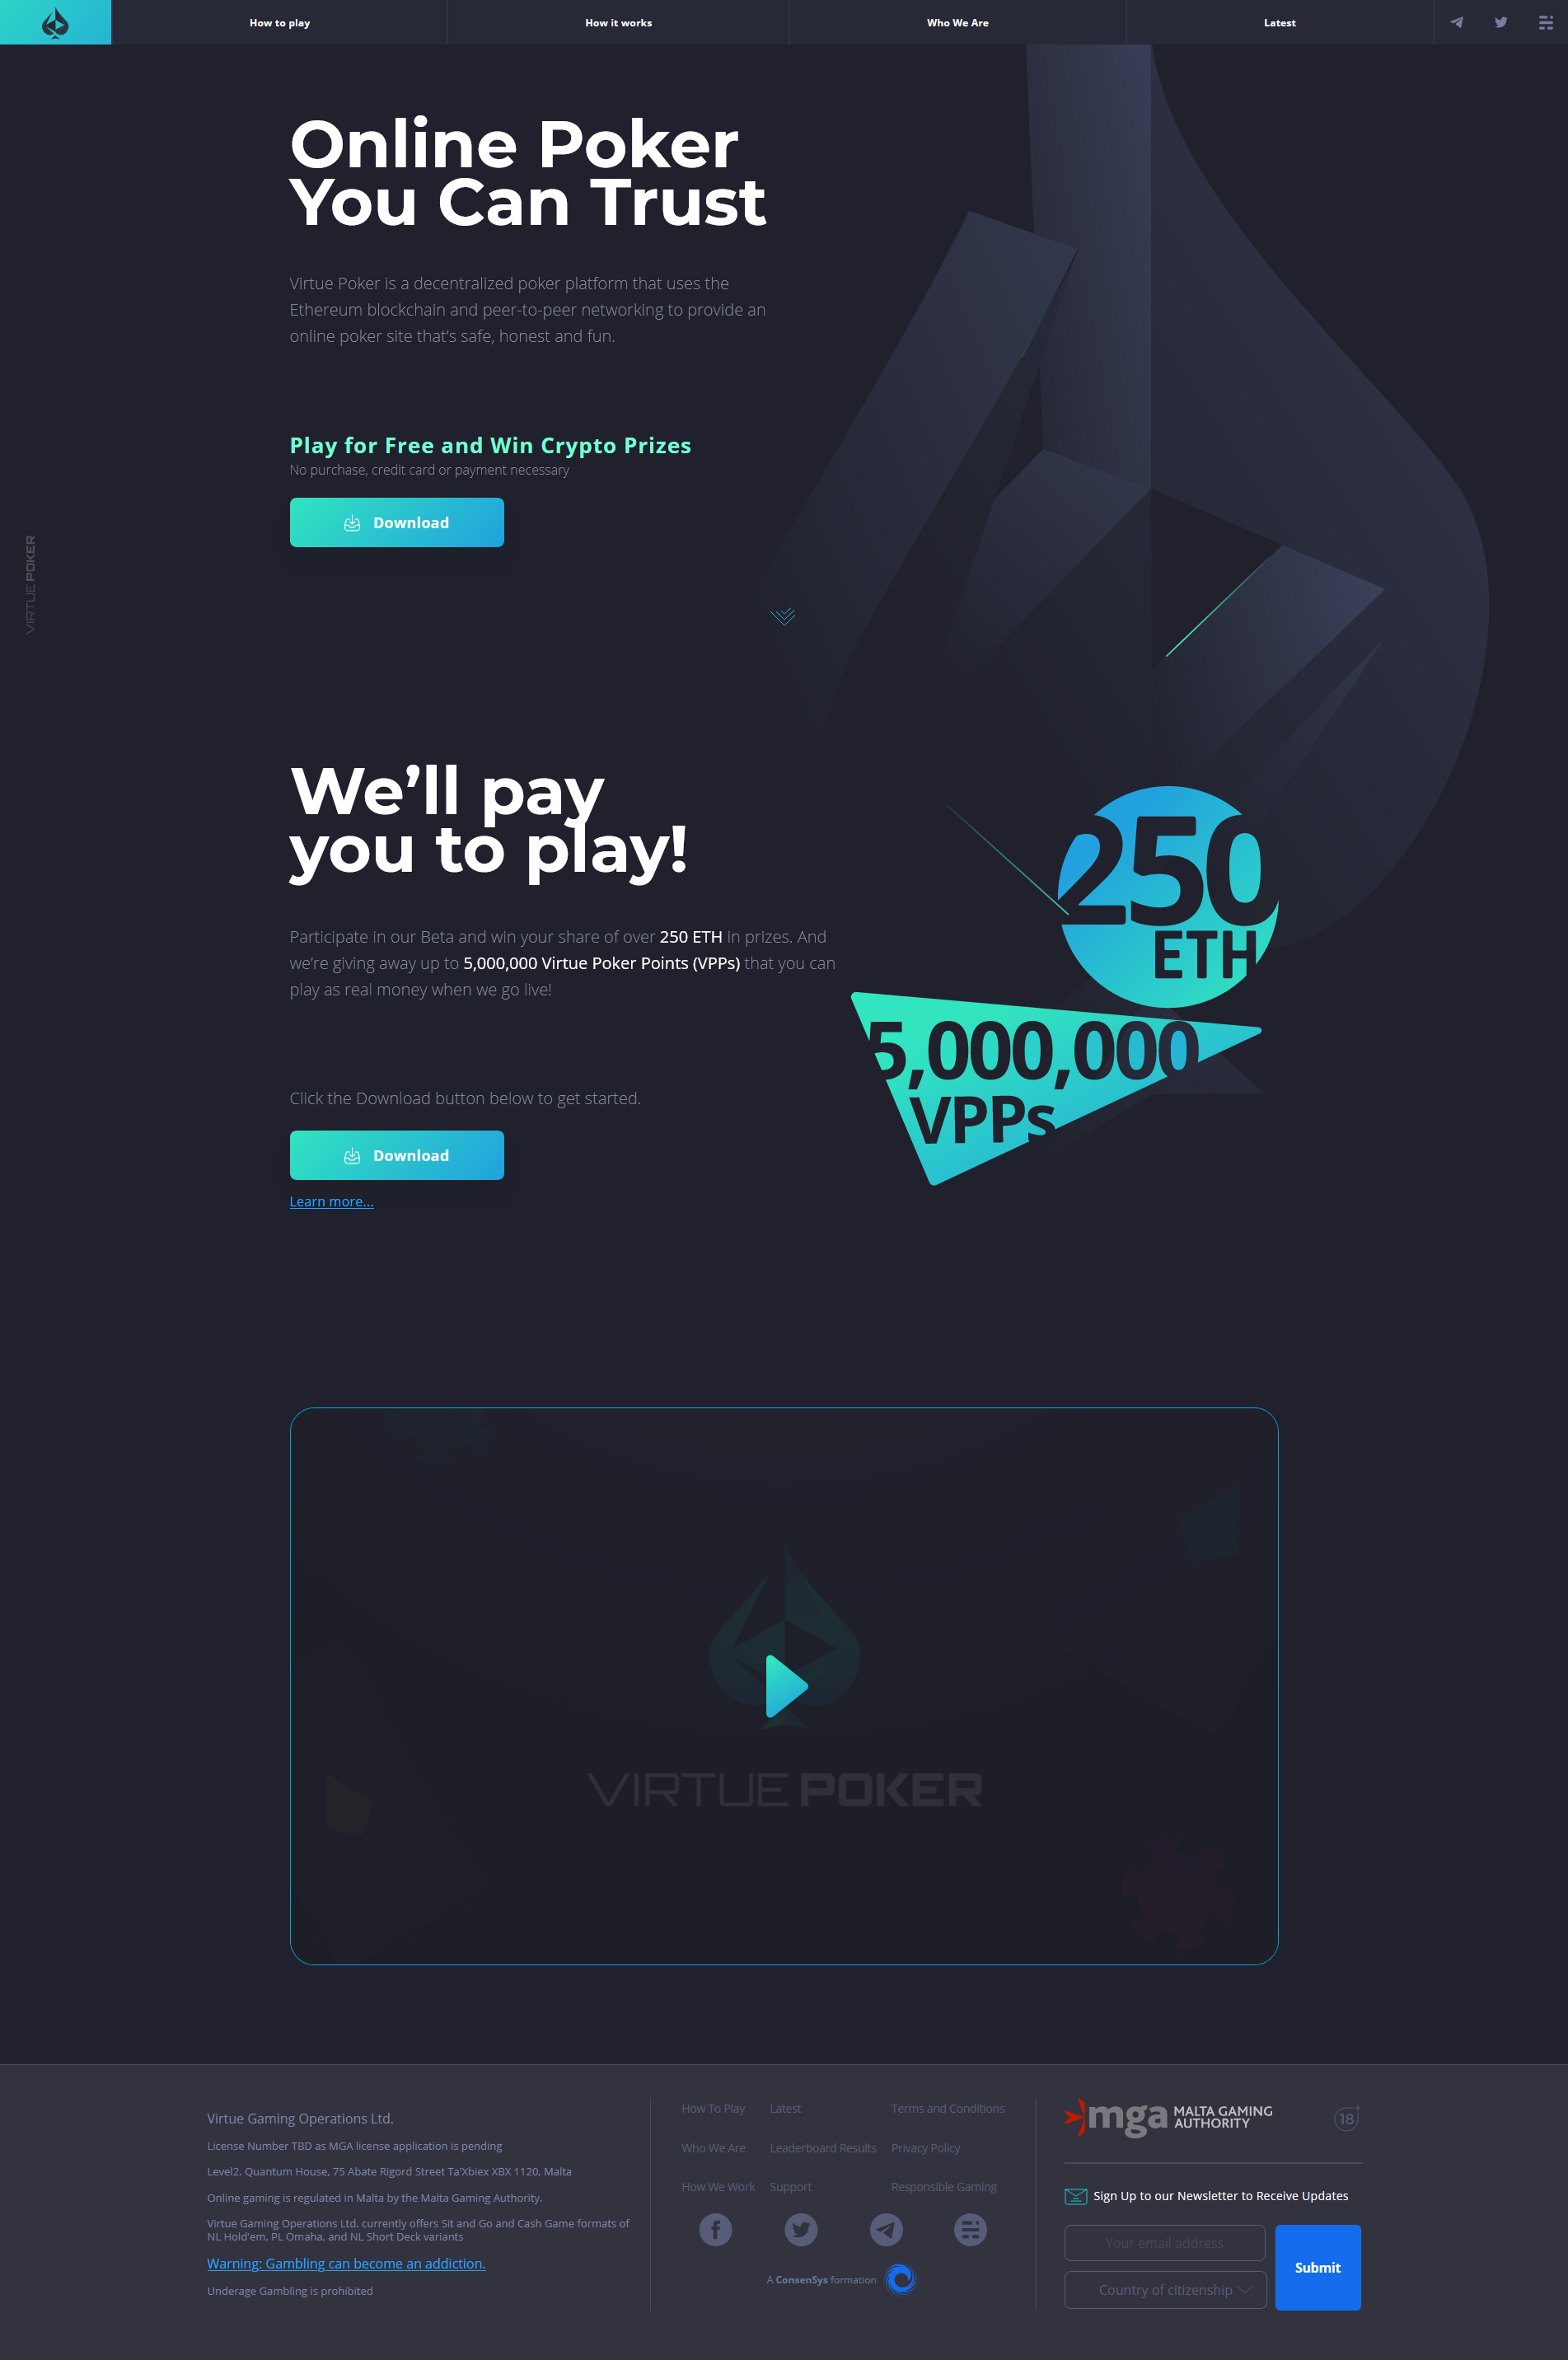 How to play
How it works
Who We Are
Latest
Online Poker
You Can Trust
Virtue Poker is a decentralized poker platform that uses the
Ethereum blockchain and peer-to-peer networking to provide an
online poker site that's safe, honest and fun.
Play for Free and Win Crypto Prizes
No purchase, credit card or payment necessary
Download
VIRTUE POKER
We’ll pay
you to play!
Participate in our Beta and win your share of over 250 ETH in prizes. And
we’re giving away up to 5,000,000 Virtue Poker Points (VPPs) that you can
play as real money when we go live!
250
ETH
5,000,000
VPPs
Click the Download button below to get started.
Download
Learn more...
VIRTUE POKER
Virtue Gaming Operations Ltd.
License Number TBD as MGA license application is pending
Level2. Quantum House, 75 Abate Rigord Street Ta'Xbiex XBX 1120, Malta
Online gaming is regulated in Malta by the Malta Gaming Authority.
Virtue Gaming Operations Ltd. currently offers Sit and Go and Cash Game formats of
NL Hold'em, PL Omaha, and NL Short Deck variants
Warning: Gambling can become an addiction.
Underage Gambling is prohibited
How To Play
Latest
Terms and Conditions
Who We Are
Leaderboard Results
Privacy Policy
How We Work
Support
Responsible Gaming
A ConsenSys formation
mga MALTA GAMING
AUTHORITY
18+
Sign Up to our Newsletter to Receive Updates
Your email address
Country of citizenship
Submit